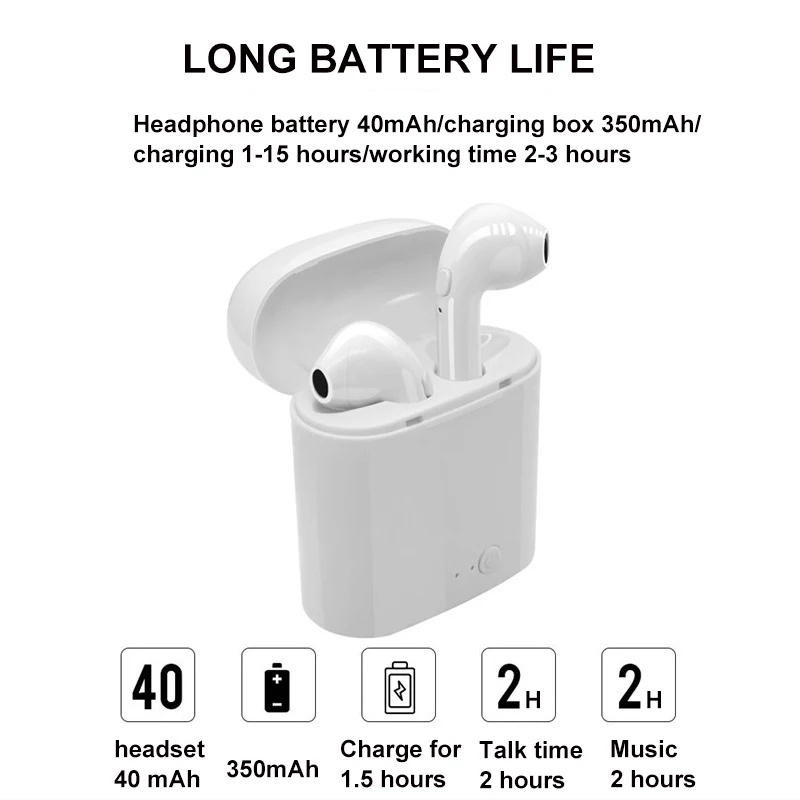 LONG BATTERY LIFE
Headphone battery 40mAh/charging box 350mAh/
charging 1-15 hours/working time 2-3 hours
40
2H
2H
headset
40 mAh
350mAh
Charge for
1.5 hours
Talk time
2 hours
Music
2 hours